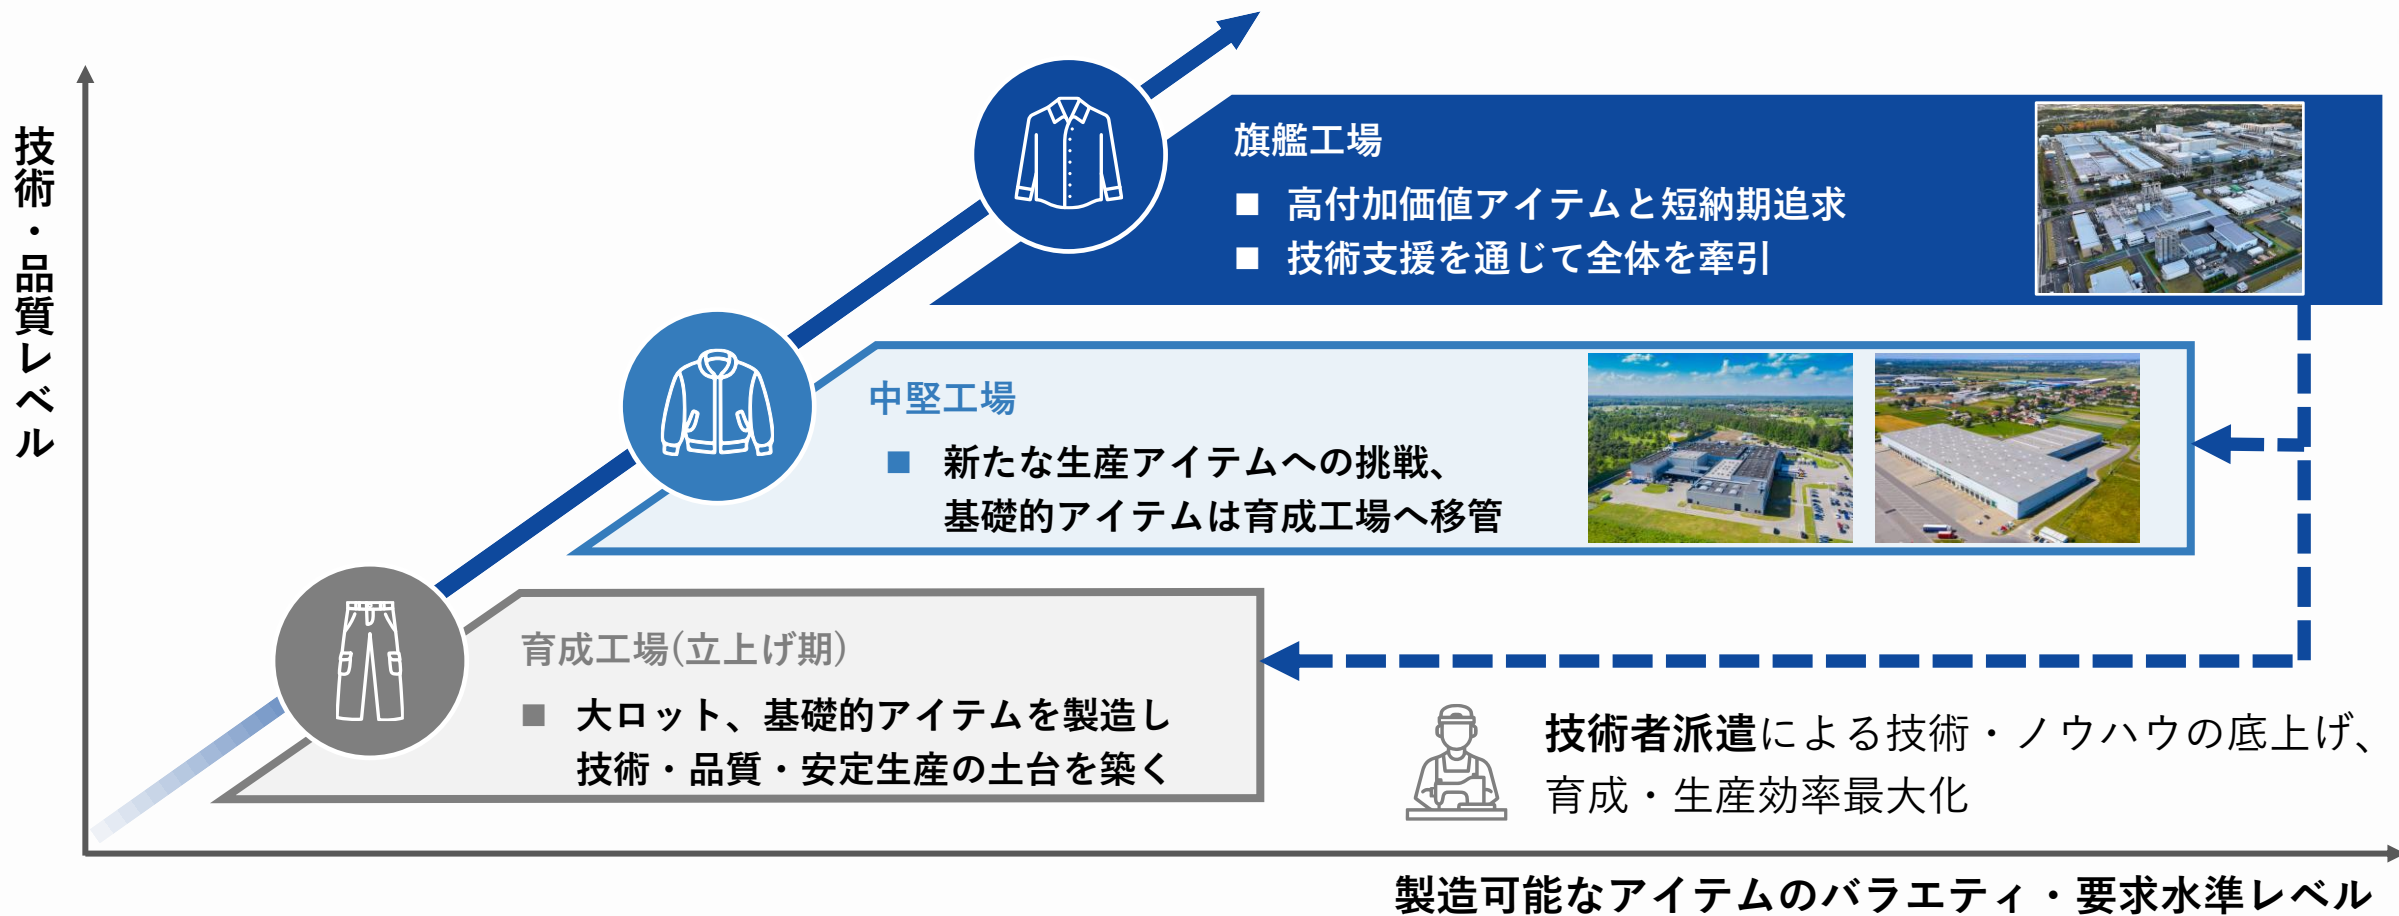 技術・品質レベル
旗艦工場
■ 高付加価値アイテムと短納期追求
■ 技術支援を通じて全体を牽引
中堅工場
■ 新たな生産アイテムへの挑戦、
基礎的アイテムは育成工場へ移管
育成工場(立上げ期)
■ 大ロット、基礎的アイテムを製造し
技術・品質・安定生産の土台を築く
技術者派遣による技術・ノウハウの底上げ、
育成・生産効率最大化
製造可能なアイテムのバラエティ・要求水準レベル